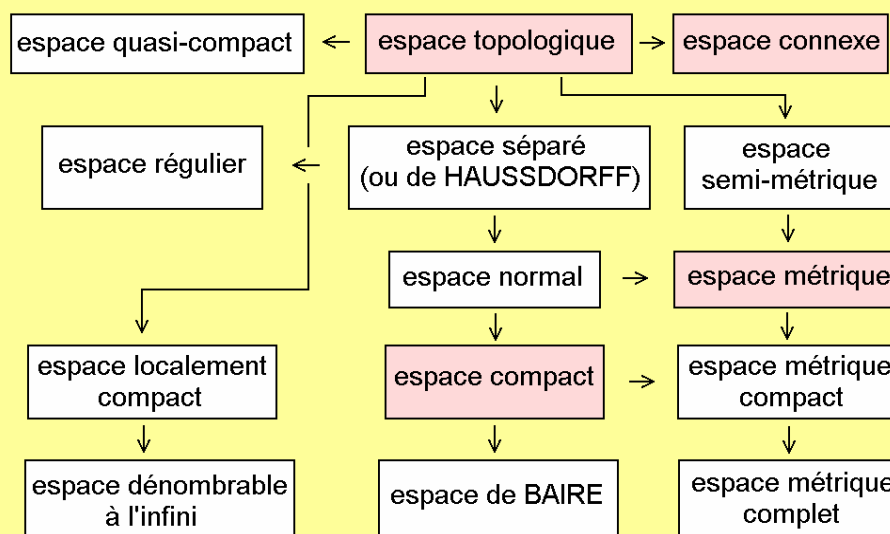 espace quasi-compact
espace topologique
espace connexe
espace régulier
espace séparé
(ou de HAUSSDORFF)
espace
semi-métrique
espace normal
espace métrique
espace localement
compact
espace compact
espace métrique
compact
espace dénombrable
à l'infini
espace de BAIRE
espace métrique
complet